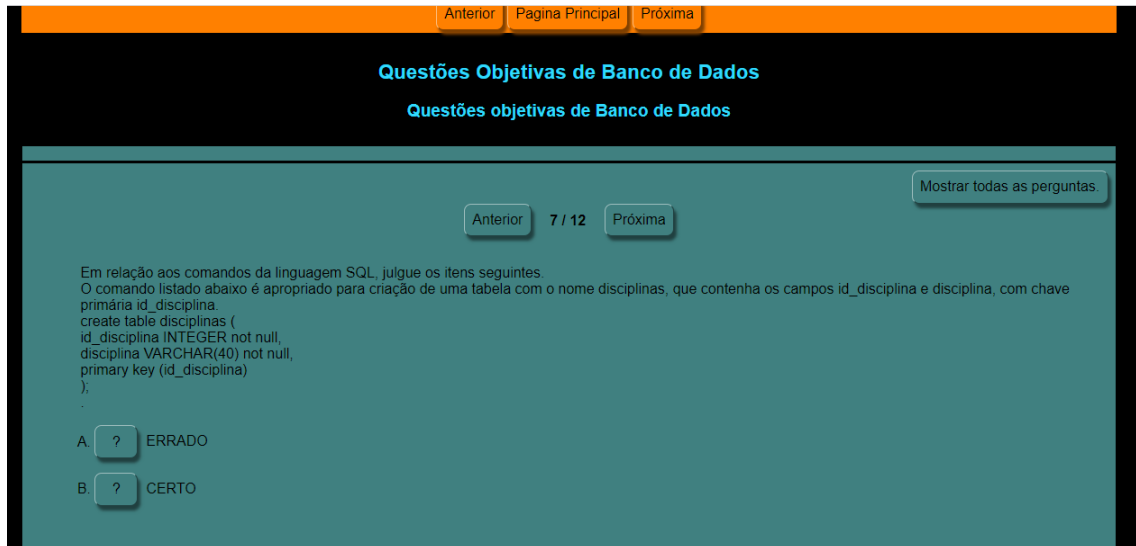 Anterior Pagina Principal Próxima
Questões Objetivas de Banco de Dados
Questões objetivas de Banco de Dados
Mostrar todas as perguntas.
Anterior 7 / 12 Próxima
Em relação aos comandos da linguagem SQL, julgue os itens seguintes.
O comando listado abaixo é apropriado para criação de uma tabela com o nome disciplinas, que contenha os campos id_disciplina e disciplina, com chave
primária id_disciplina.
create table disciplinas (
id_disciplina INTEGER not null,
disciplina VARCHAR(40) not null,
primary key (id_disciplina)
);
.
A. ? ERRADO
B. ? CERTO